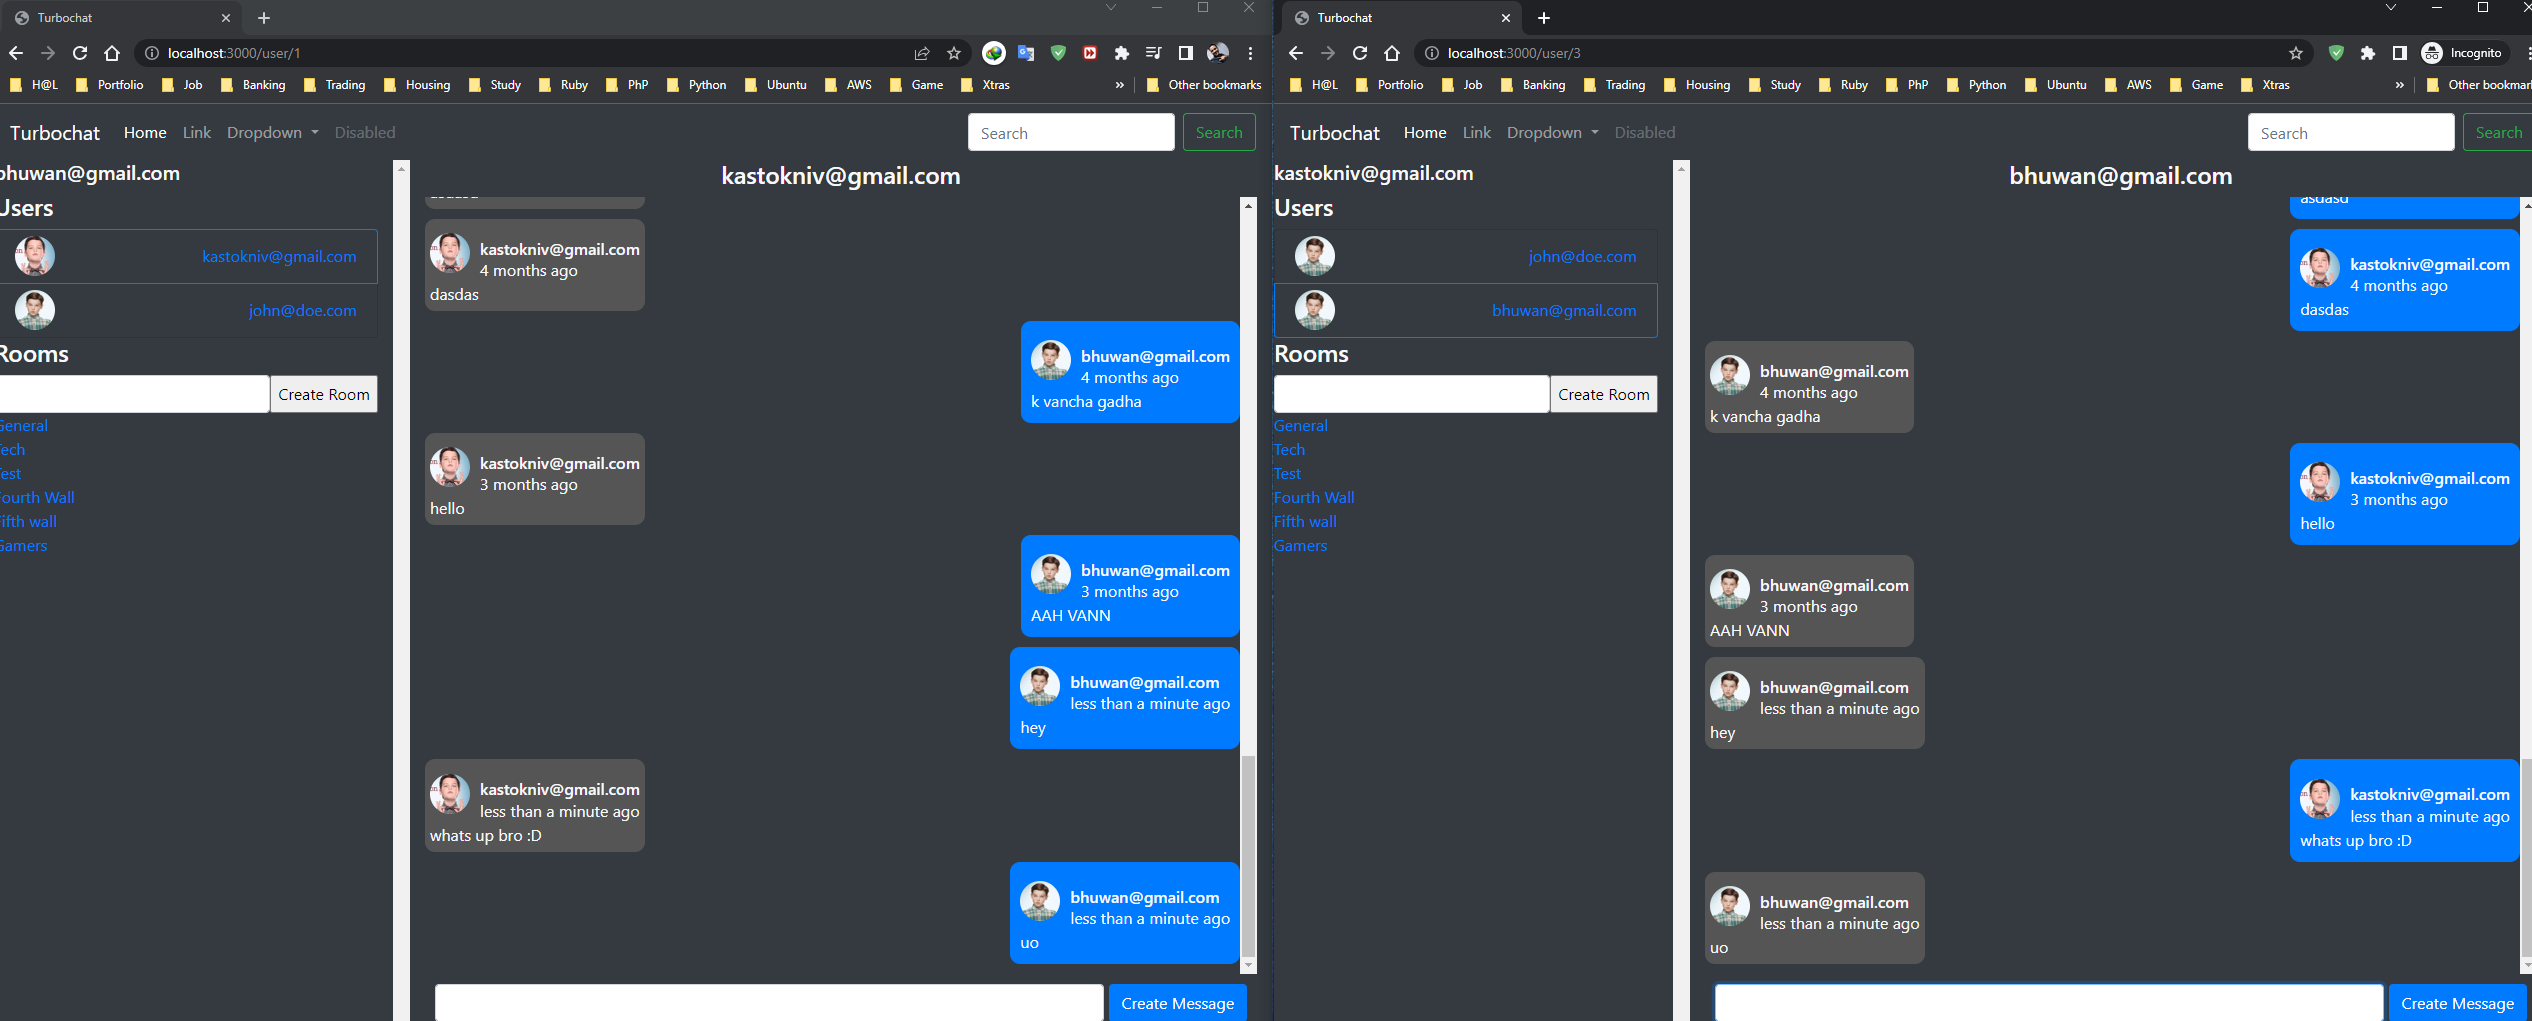 Turbochat
localhost:3000/user/1
H@L Portfolio Job Banking Trading Housing Study Ruby PhP Python Ubuntu AWS Game Xtras » Other bookmarks
Turbochat Home Link Dropdown Disabled Search Search
bhuwan@gmail.com
Users
kastokniv@gmail.com
john@doe.com
Rooms
Create Room
General
Tech
Test
Fourth Wall
Fifth wall
Gamers
kastokniv@gmail.com
kastokniv@gmail.com
4 months ago
dasdas
bhuwan@gmail.com
4 months ago
k vancha gadha
kastokniv@gmail.com
3 months ago
hello
bhuwan@gmail.com
3 months ago
AAH VANN
bhuwan@gmail.com
less than a minute ago
hey
kastokniv@gmail.com
less than a minute ago
whats up bro :D
bhuwan@gmail.com
less than a minute ago
uo
Create Message
Turbochat
localhost:3000/user/3
Incognito
H@L Portfolio Job Banking Trading Housing Study Ruby PhP Python Ubuntu AWS Game Xtras » Other bookmar
Turbochat Home Link Dropdown Disabled Search Search
kastokniv@gmail.com
Users
john@doe.com
bhuwan@gmail.com
Rooms
Create Room
General
Tech
Test
Fourth Wall
Fifth wall
Gamers
bhuwan@gmail.com
asdasd
kastokniv@gmail.com
4 months ago
dasdas
bhuwan@gmail.com
4 months ago
k vancha gadha
kastokniv@gmail.com
3 months ago
hello
bhuwan@gmail.com
3 months ago
AAH VANN
bhuwan@gmail.com
less than a minute ago
hey
kastokniv@gmail.com
less than a minute ago
whats up bro :D
bhuwan@gmail.com
less than a minute ago
uo
Create Message